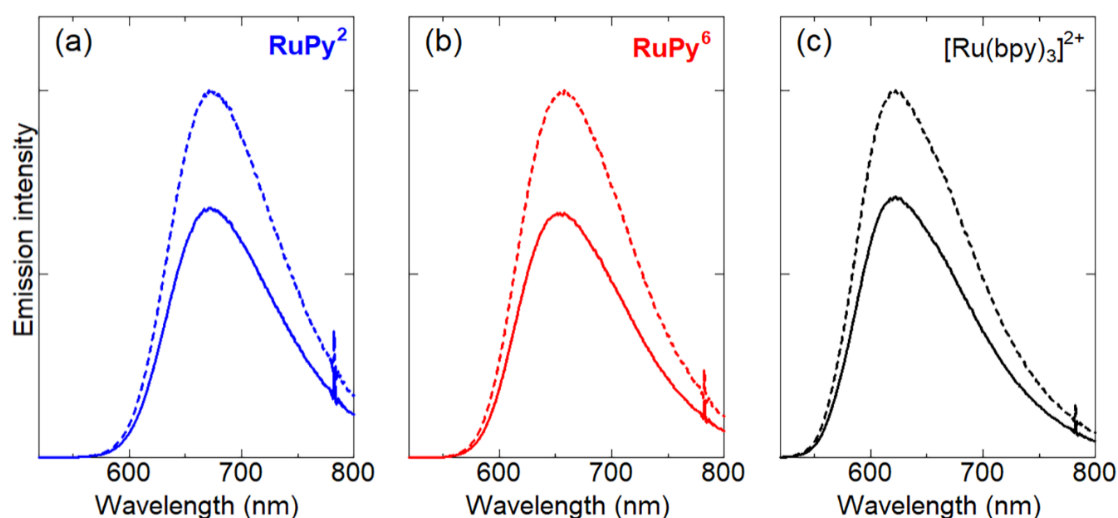 (a)
RuPy²
(b)
RuPy⁶
(c)
[Ru(bpy)₃]²⁺
Emission intensity
600
700
800
600
700
800
600
700
800
Wavelength (nm)
Wavelength (nm)
Wavelength (nm)